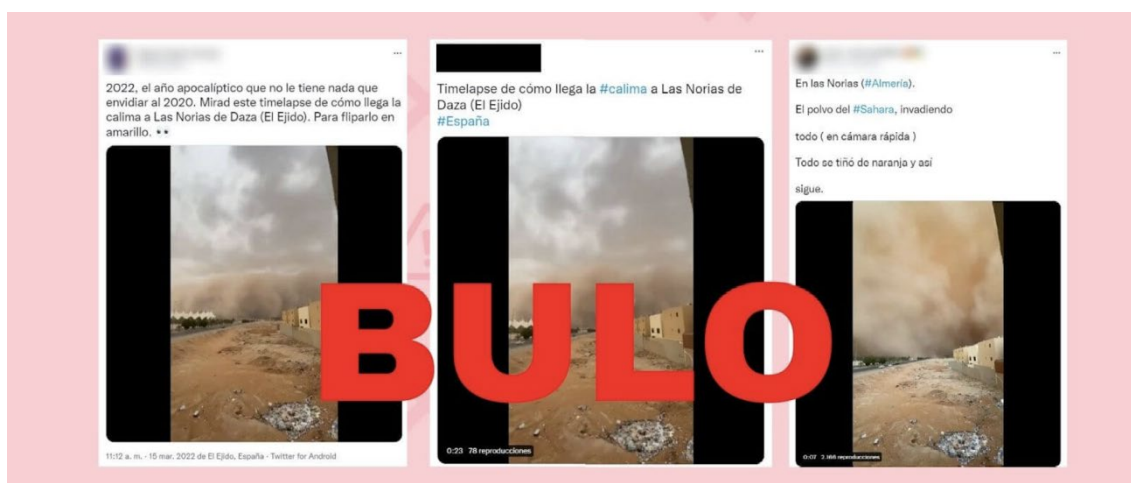 2022, el año apocalíptico que no le tiene nada que
envidiar al 2020. Mirad este timelapse de cómo llega la
calima a Las Norias de Daza (El Ejido). Para fliparlo en
amarillo.
11:12 a. m. · 15 mar. 2022 de El Ejido, España · Twitter for Android
Timelapse de cómo llega la #calima a Las Norias de
Daza (El Ejido)
#España
0:23 78 reproducciones
En las Norias (#Almería).
El polvo del #Sahara, invadiendo
todo ( en cámara rápida )
Todo se tiñó de naranja y así
sigue.
0:07
reproducciones
BULO